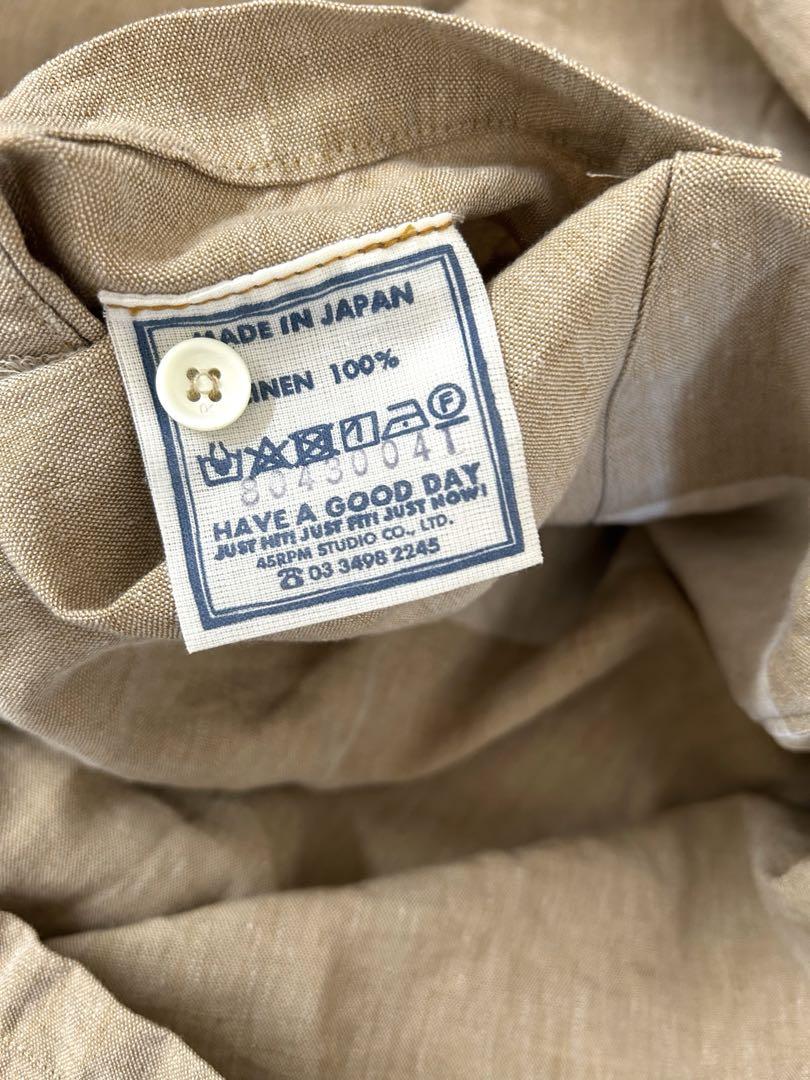 MADE IN JAPAN
LINEN 100%
F
HAVE A GOOD DAY
JUST HIT! JUST FIT! JUST NOW!
45RPM STUDIO CO., LTD.
☎ 03 3498 2245